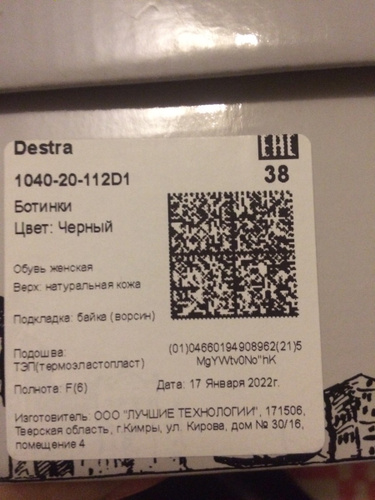 Destra
EAC
1040-20-112D1
38
Ботинки
Цвет: Черный
Обувь женская
Верх: натуральная кожа
Подкладка: байка (ворсин)
Подошва:
ТЭП(термоэластопласт)
(01)04660194908962(21)5
MgYWtv0No"hK
Полнота: F(6)
Дата: 17 Января 2022г.
Изготовитель: ООО "ЛУЧШИЕ ТЕХНОЛОГИИ", 171506,
Тверская область, г.Кимры, ул. Кирова, дом № 30/16,
помещение 4